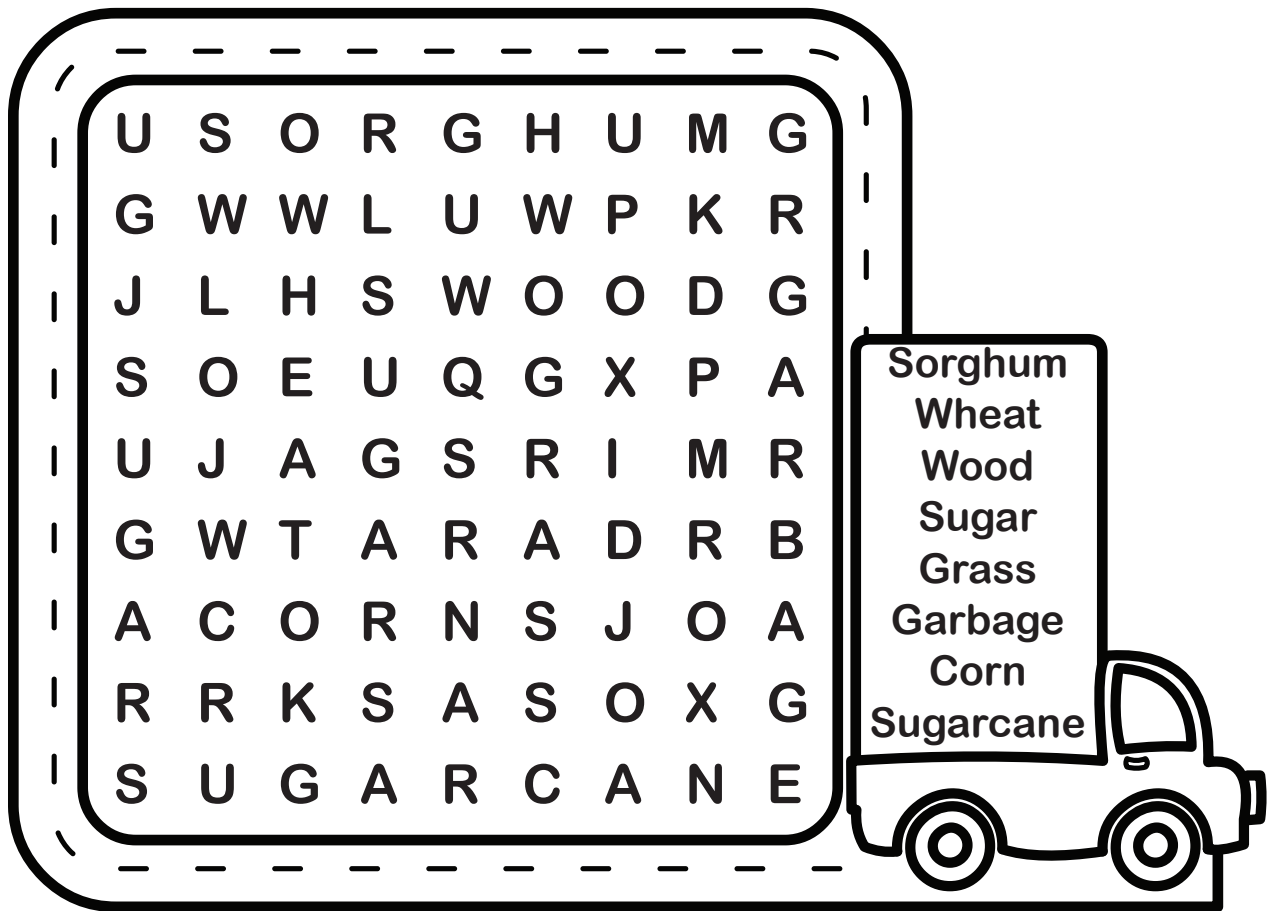 U S O R G H U M G
G W W L U W P K R
J L H S W O O D G
S O E U Q G X P A
U J A G S R I M R
G W T A R A D R B
A C O R N S J O A
R R K S A S O X G
S U G A R C A N E
Sorghum
Wheat
Wood
Sugar
Grass
Garbage
Corn
Sugarcane